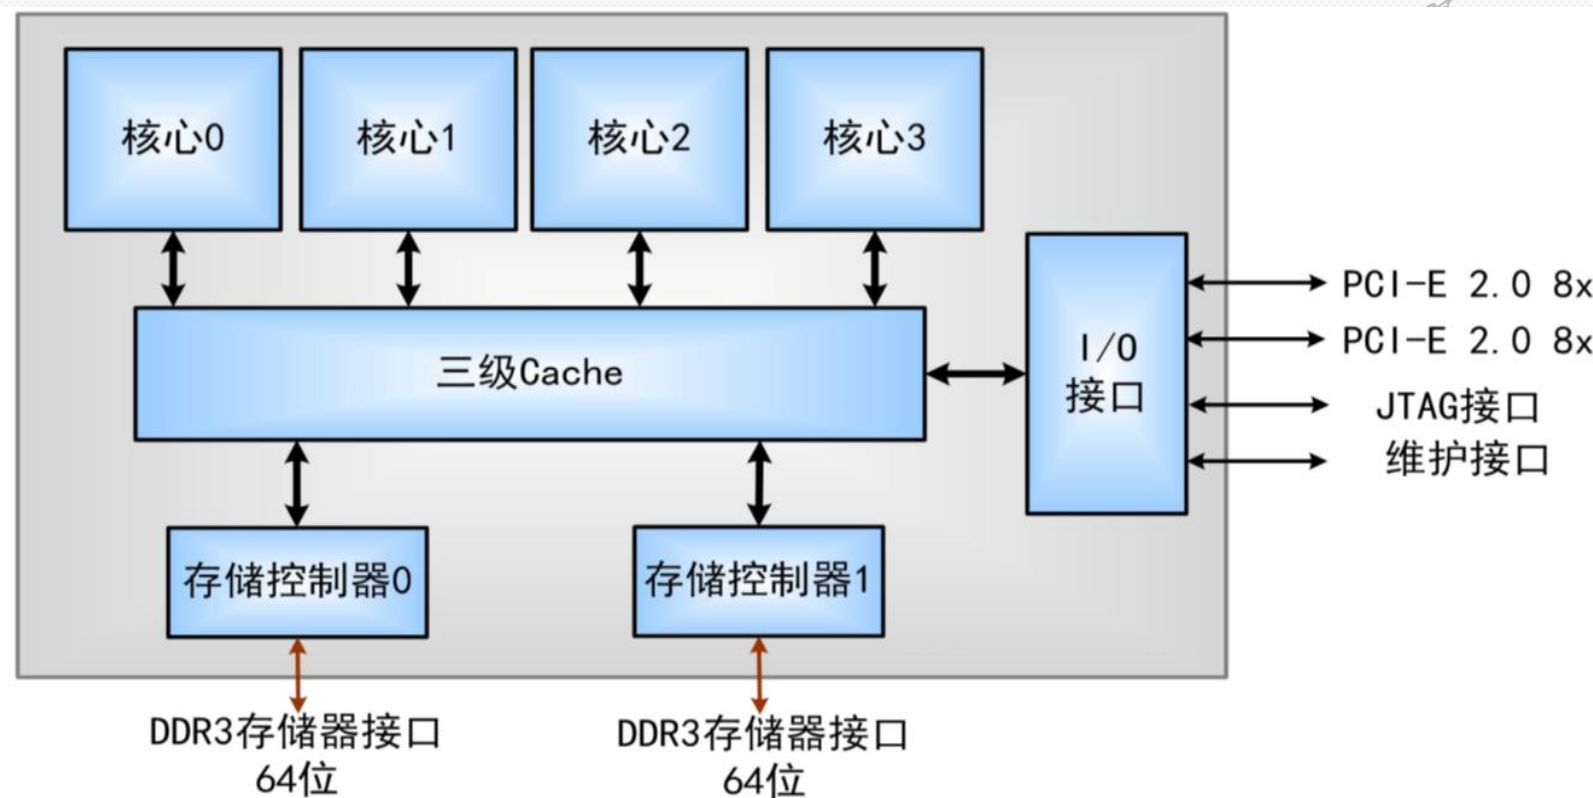 核心0
核心1
核心2
核心3
三级Cache
I/O
接口
PCI-E 2.0 8x
PCI-E 2.0 8x
JTAG接口
维护接口
存储控制器0
存储控制器1
DDR3存储器接口
64位
DDR3存储器接口
64位